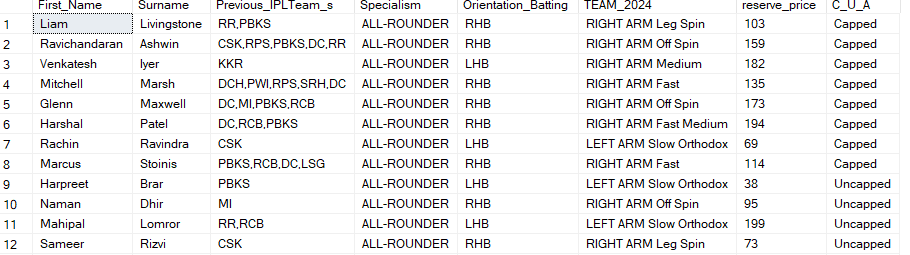 First_Name Surname Previous_IPLTeam_s Specialism Orientation_Batting TEAM_2024 reserve_price C_U_A
1 Liam Livingstone RR,PBKS ALL-ROUNDER RHB RIGHT ARM Leg Spin 103 Capped
2 Ravichandaran Ashwin CSK,RPS,PBKS,DC,RR ALL-ROUNDER RHB RIGHT ARM Off Spin 159 Capped
3 Venkatesh Iyer KKR ALL-ROUNDER LHB RIGHT ARM Medium 182 Capped
4 Mitchell Marsh DCH,PWI,RPS,SRH,DC ALL-ROUNDER RHB RIGHT ARM Fast 135 Capped
5 Glenn Maxwell DC,MI,PBKS,RCB ALL-ROUNDER RHB RIGHT ARM Off Spin 173 Capped
6 Harshal Patel DC,RCB,PBKS ALL-ROUNDER RHB RIGHT ARM Fast Medium 194 Capped
7 Rachin Ravindra CSK ALL-ROUNDER LHB LEFT ARM Slow Orthodox 69 Capped
8 Marcus Stoinis PBKS,RCB,DC,LSG ALL-ROUNDER RHB RIGHT ARM Fast 114 Capped
9 Harpreet Brar PBKS ALL-ROUNDER LHB LEFT ARM Slow Orthodox 38 Uncapped
10 Naman Dhir MI ALL-ROUNDER RHB RIGHT ARM Off Spin 95 Uncapped
11 Mahipal Lomror RR,RCB ALL-ROUNDER LHB LEFT ARM Slow Orthodox 199 Uncapped
12 Sameer Rizvi CSK ALL-ROUNDER RHB RIGHT ARM Leg Spin 73 Uncapped